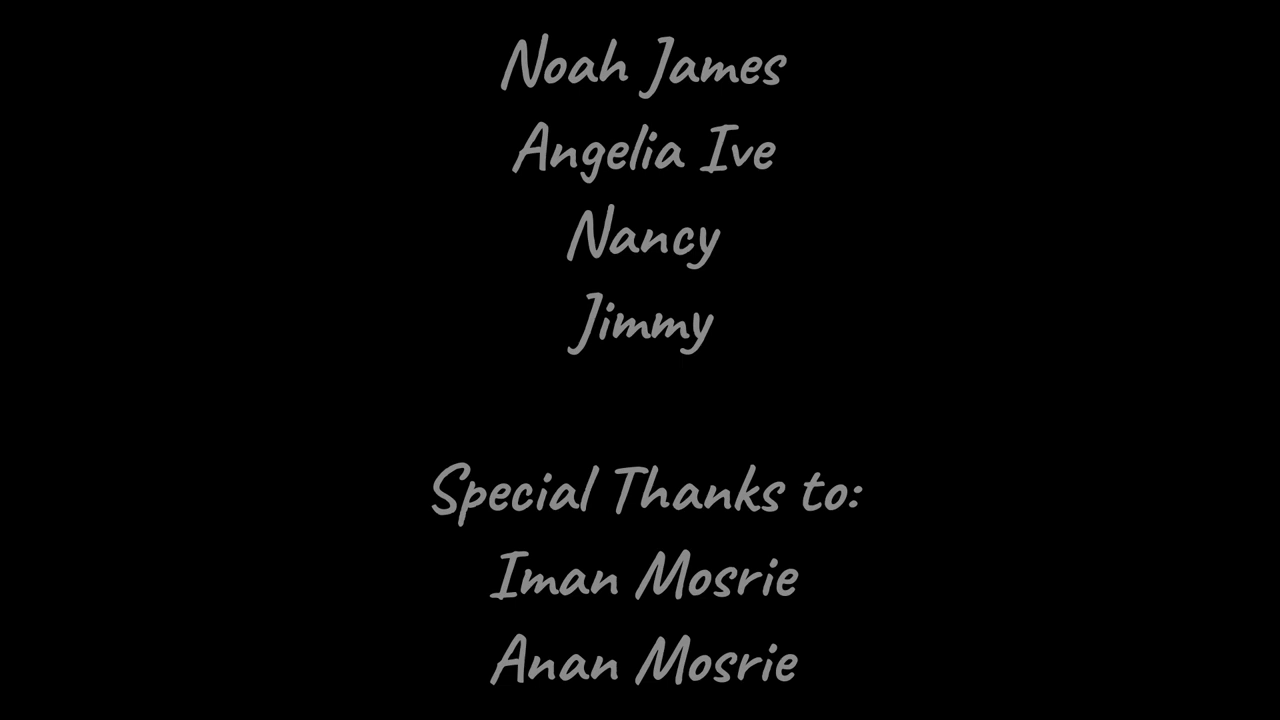 Noah James
Angelia Ive
Nancy
Jimmy
Special Thanks to:
Iman Mosrie
Anan Mosrie